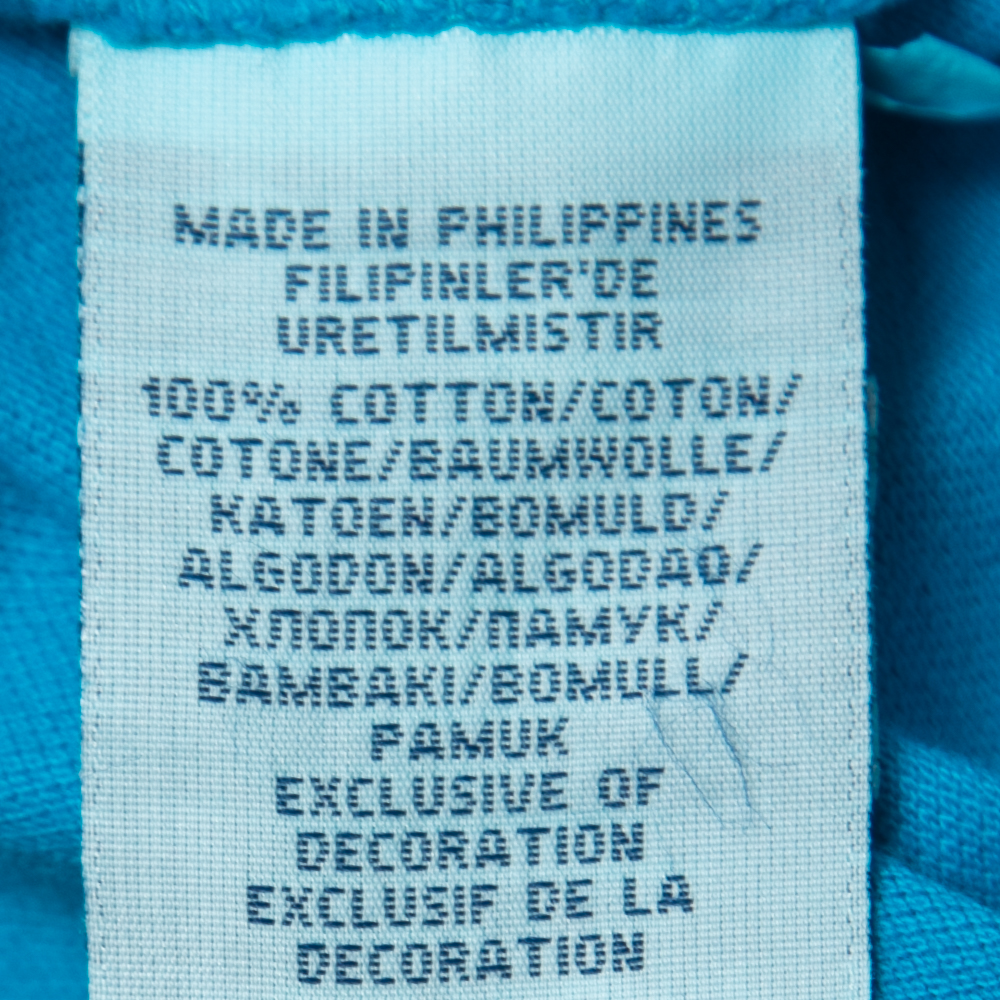 MADE IN PHILIPPINES
FILIPINLER'DE
URETILMISTIR
100% COTTON/COTON/
COTONE/BAUMWOLLE/
KATOEN/BOMULD/
ALGODON/ALGODAO/
ХПОПОК/ПАМУК/
BAMBAKI/BOMULL/
PAMUK
EXCLUSIVE OF
DECORATION
EXCLUSIF DE LA
DECORATION